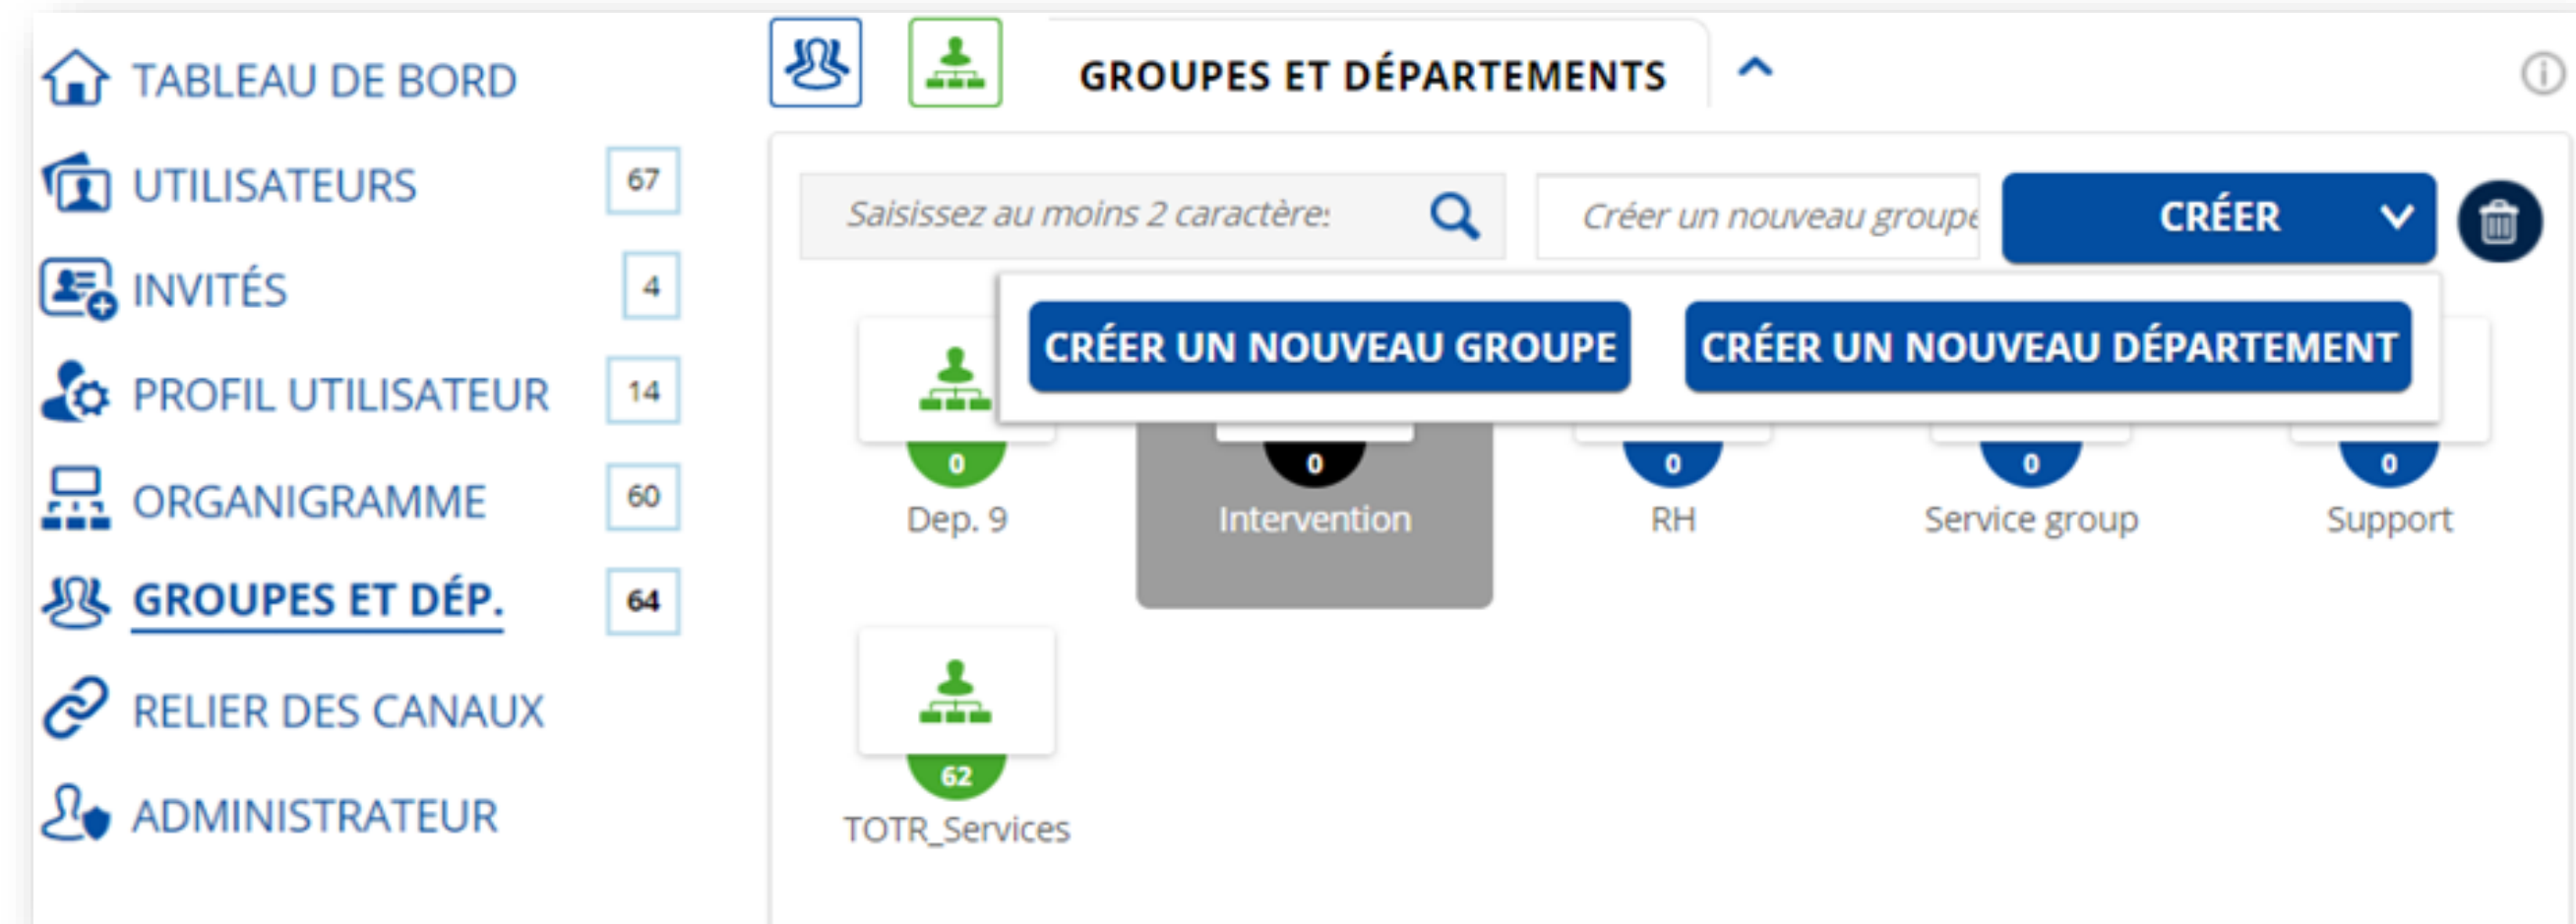 TABLEAU DE BORD
UTILISATEURS 67
INVITÉS 4
PROFIL UTILISATEUR 14
ORGANIGRAMME 60
GROUPES ET DÉP. 64
RELIER DES CANAUX
ADMINISTRATEUR
GROUPES ET DÉPARTEMENTS
Saisissez au moins 2 caractère: Créer un nouveau groupe CRÉER
CRÉER UN NOUVEAU GROUPE CRÉER UN NOUVEAU DÉPARTEMENT
0 0 0 0 0
Dep. 9 Intervention RH Service group Support
62
TOTR_Services